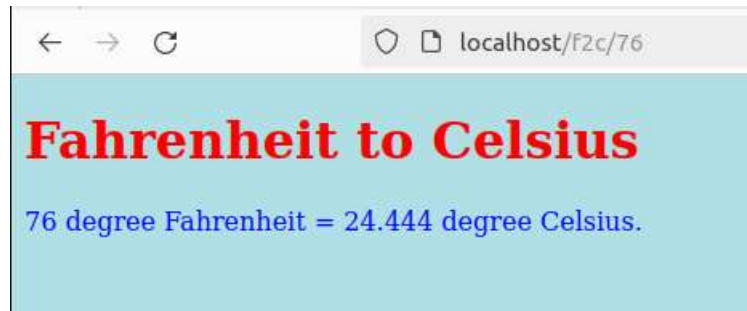 localhost/f2c/76
Fahrenheit to Celsius
76 degree Fahrenheit = 24.444 degree Celsius.